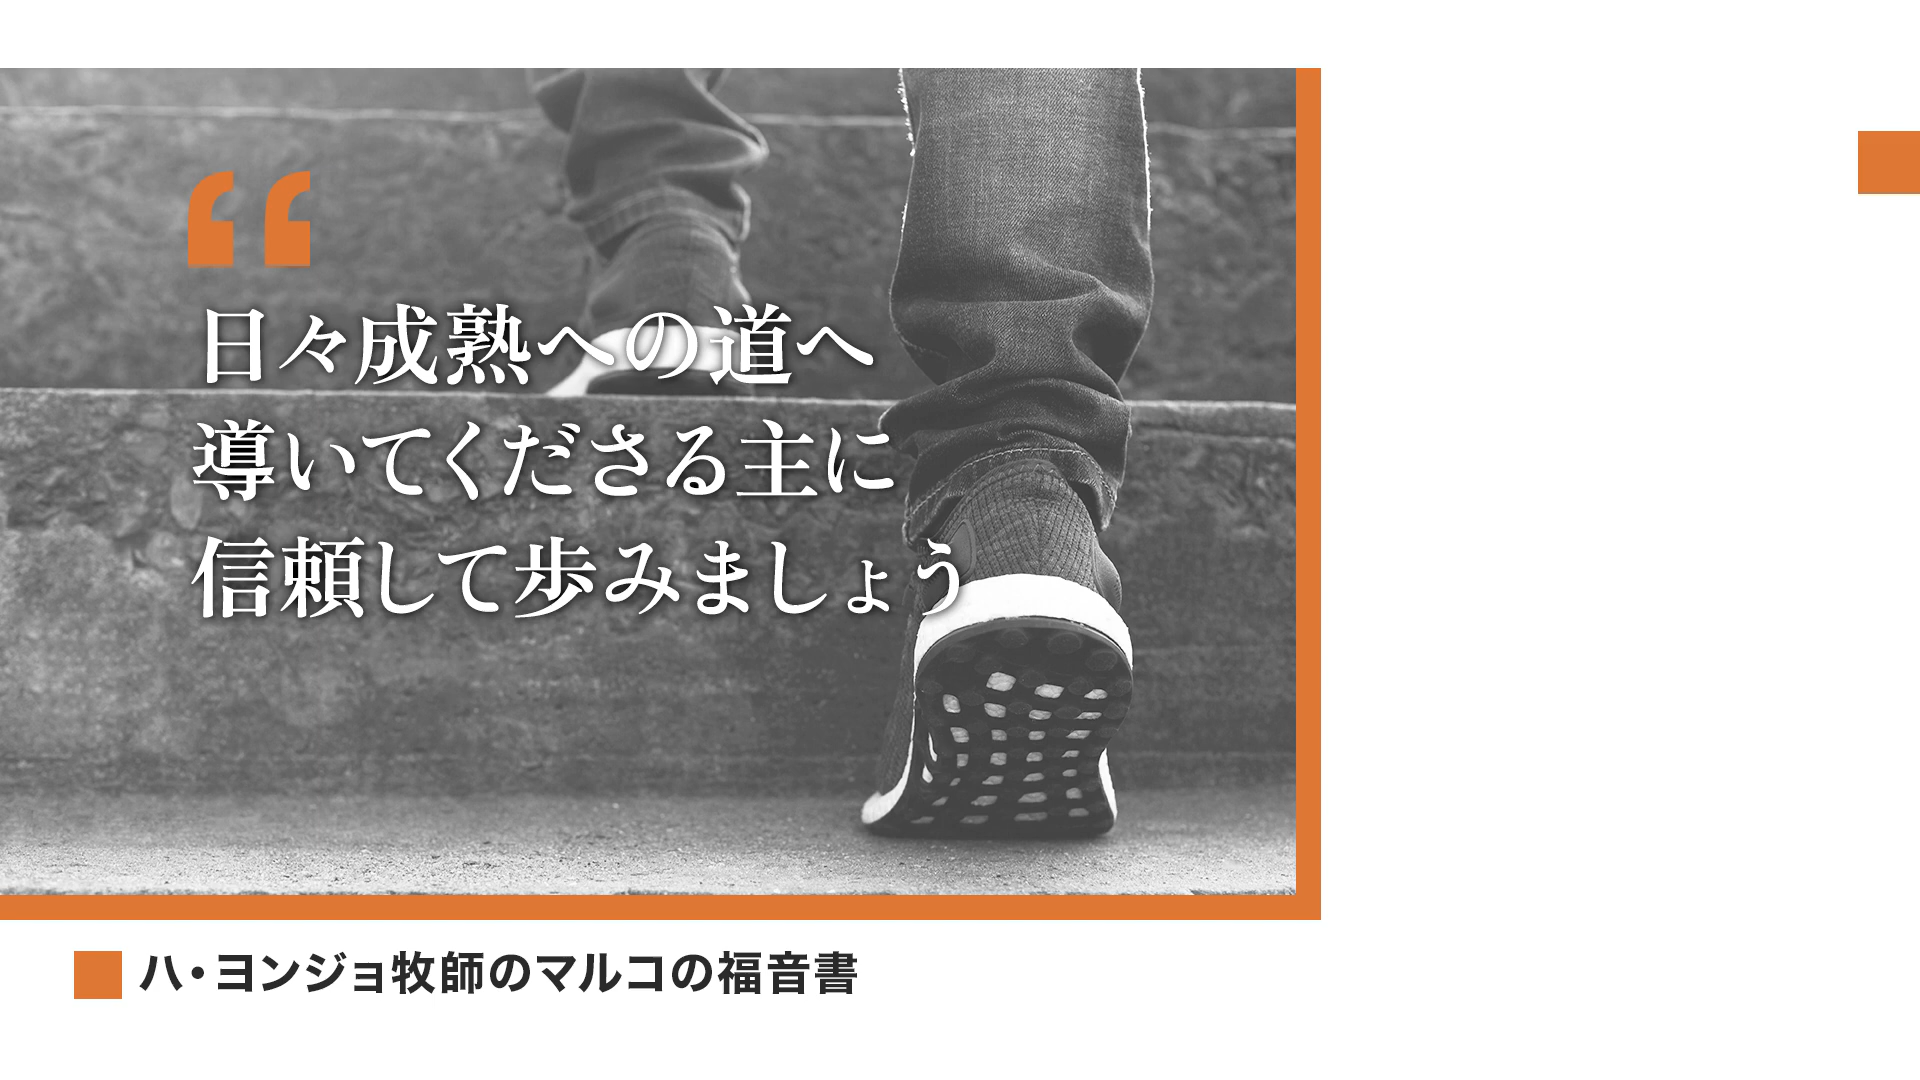 “
日々成熟への道へ
導いてくださる主に
信頼して歩みましょう
ハ・ヨンジョ牧師のマルコの福音書